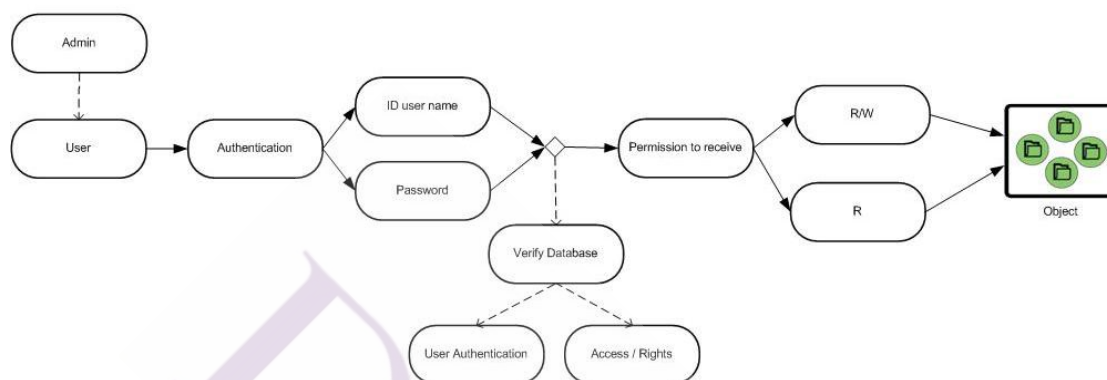 Admin
User
Authentication
ID user name
Password
Permission to receive
R/W
R
Object
Verify Database
User Authentication
Access / Rights